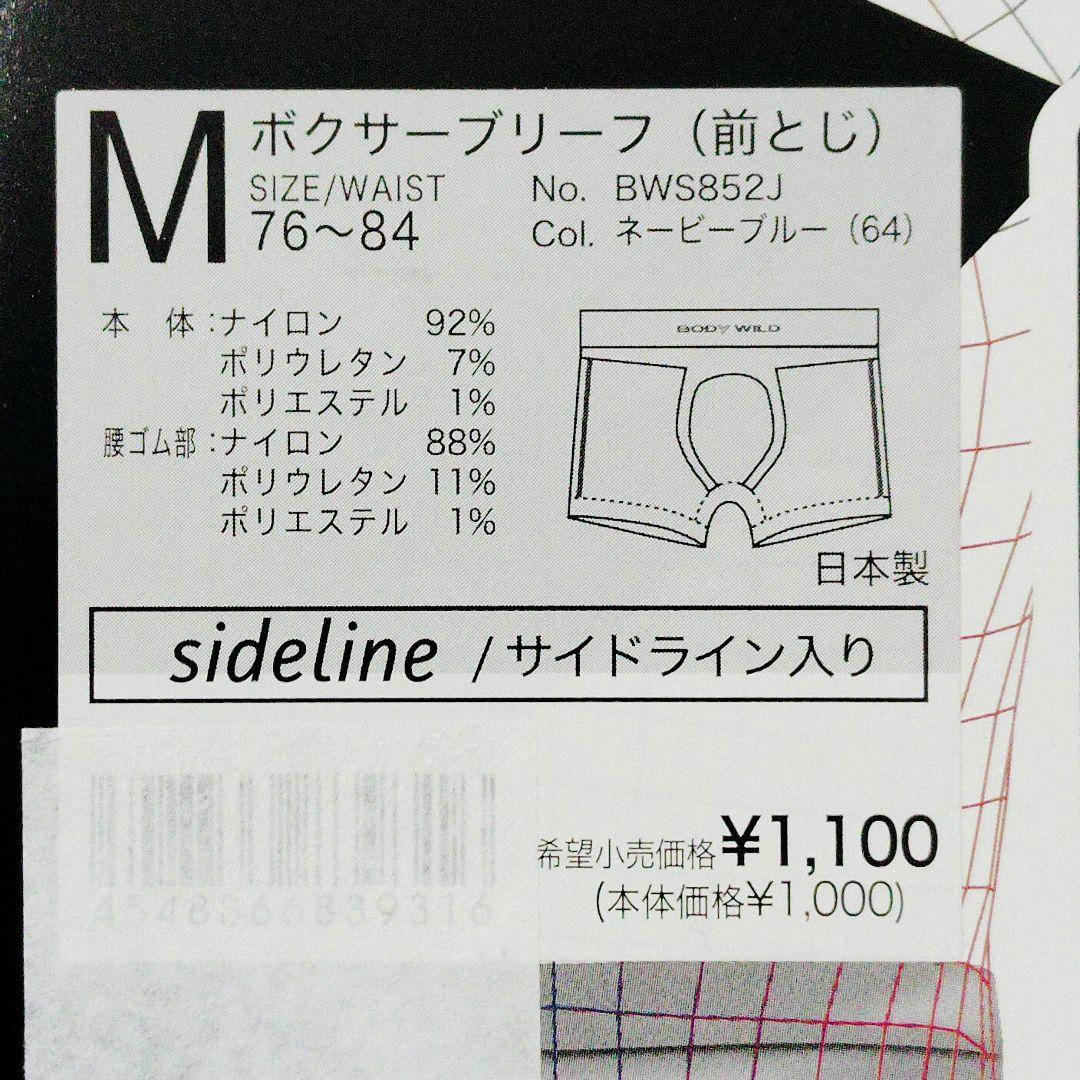 M ボクサーブリーフ（前とじ）
SIZE/WAIST No. BWS852J
76～84 Col. ネービーブルー（64）
本 体：ナイロン 92%
ポリウレタン 7%
ポリエステル 1%
腰ゴム部：ナイロン 88%
ポリウレタン 11%
ポリエステル 1%
BODY WILD
日本製
sideline / サイドライン入り
希望小売価格¥1,100
(本体価格¥1,000)